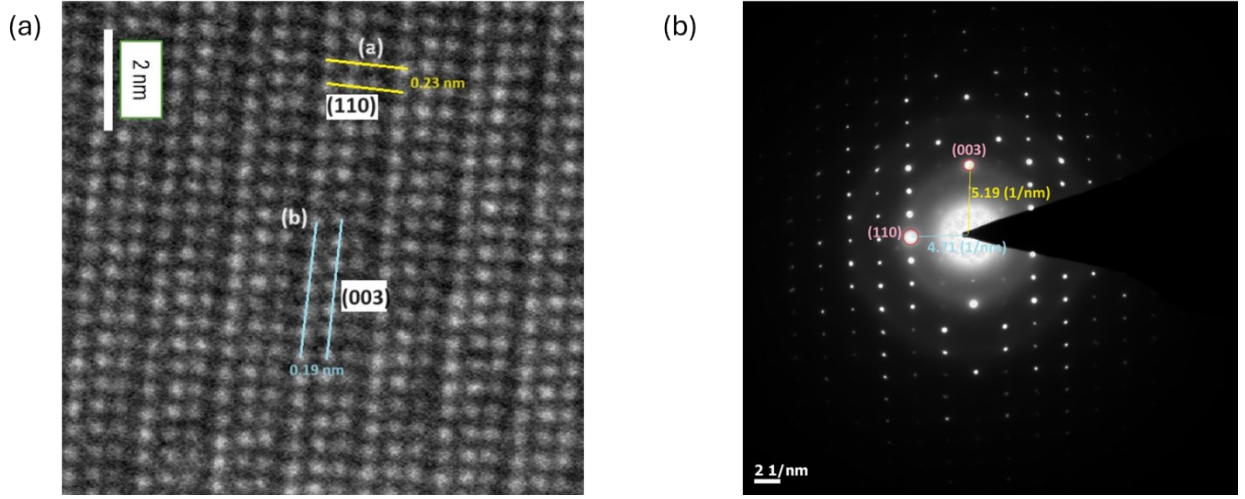 (a)
2 nm
(a)
0.23 nm
(110)
(b)
(003)
0.19 nm
(b)
(003)
5.19 (1/nm)
(110)
4.71 (1/nm)
2 1/nm